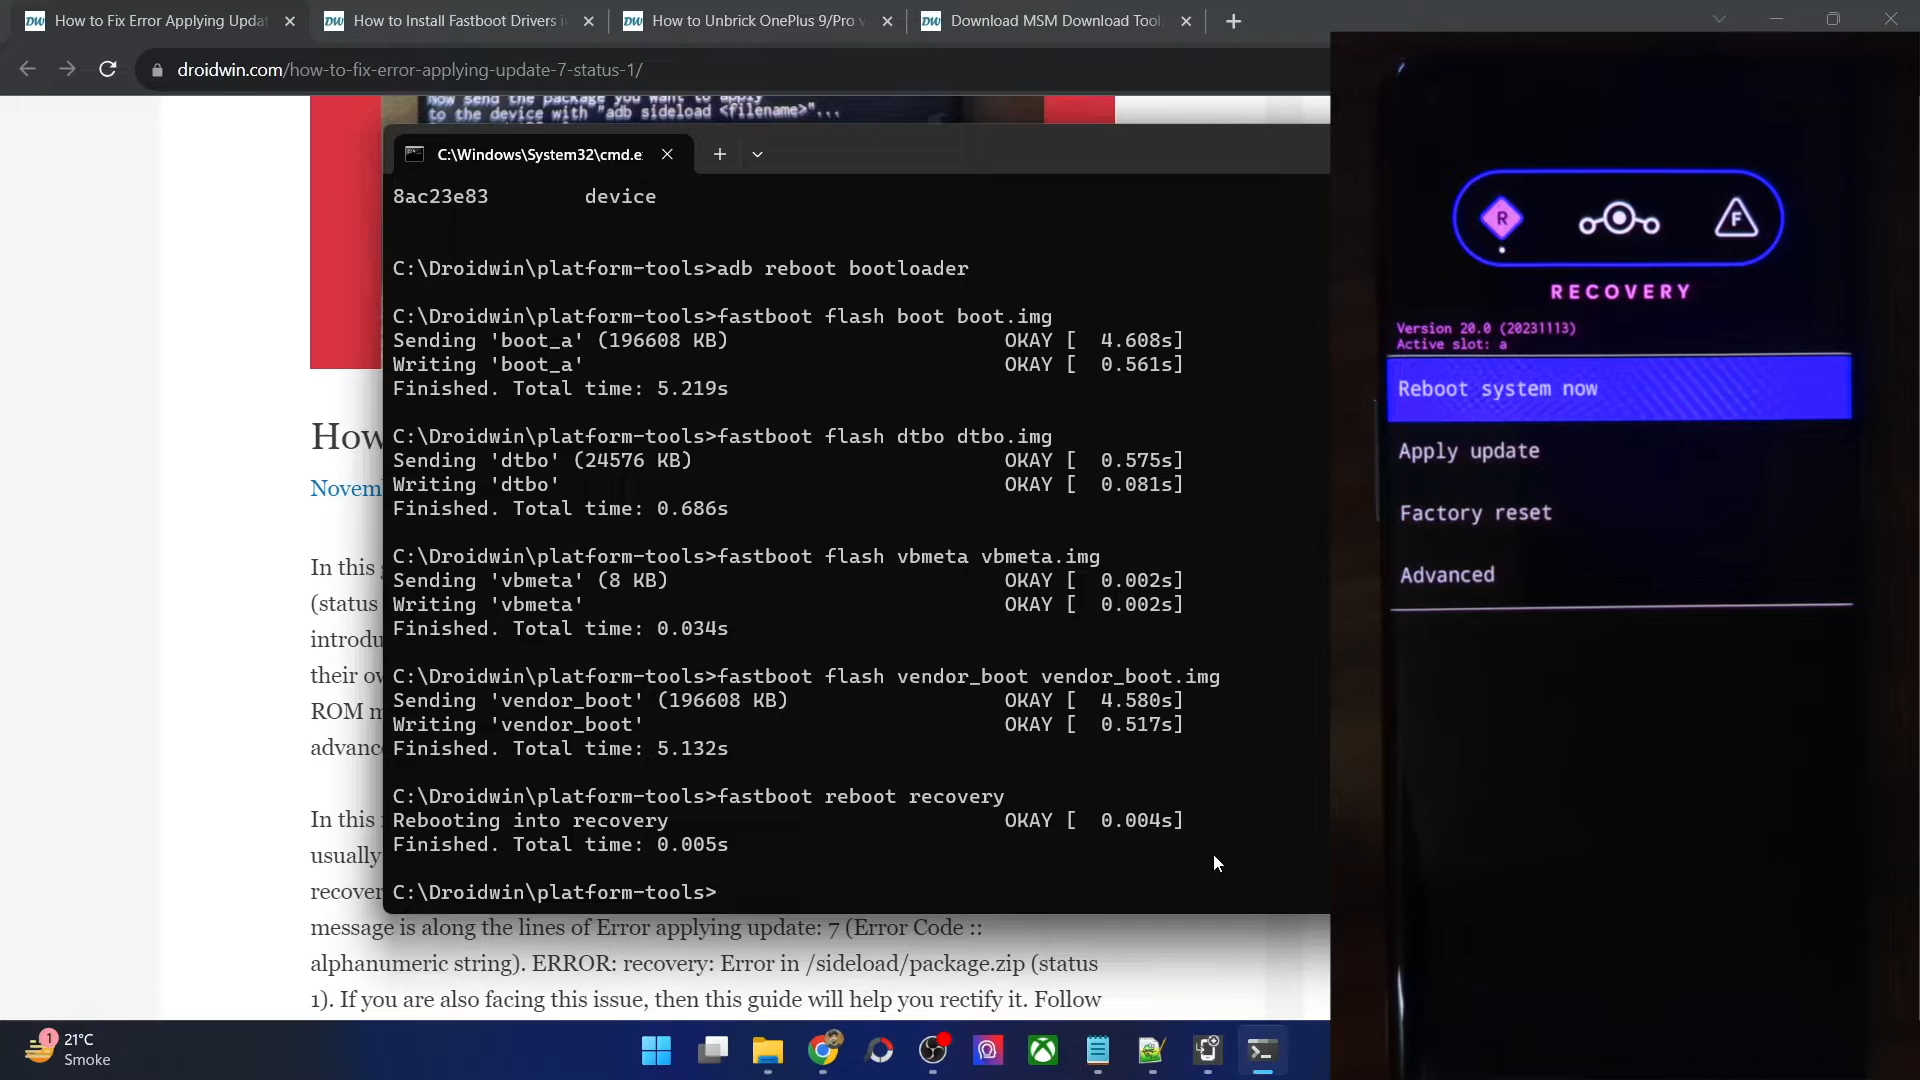 How to Fix Error Applying Updat
How to Install Fastboot Drivers i
How to Unbrick OnePlus 9/Pro v
Download MSM Download Tool
droidwin.com/how-to-fix-error-applying-update-7-status-1/
Now send the package you want to apply
to the device with "adb sideload <filename>"...
C:\Windows\System32\cmd.e
8ac23e83 device
C:\Droidwin\platform-tools>adb reboot bootloader
C:\Droidwin\platform-tools>fastboot flash boot boot.img
Sending 'boot_a' (196608 KB) OKAY [ 4.608s]
Writing 'boot_a' OKAY [ 0.561s]
Finished. Total time: 5.219s
C:\Droidwin\platform-tools>fastboot flash dtbo dtbo.img
Sending 'dtbo' (24576 KB) OKAY [ 0.575s]
Writing 'dtbo' OKAY [ 0.081s]
Finished. Total time: 0.686s
C:\Droidwin\platform-tools>fastboot flash vbmeta vbmeta.img
Sending 'vbmeta' (8 KB) OKAY [ 0.002s]
Writing 'vbmeta' OKAY [ 0.002s]
Finished. Total time: 0.034s
C:\Droidwin\platform-tools>fastboot flash vendor_boot vendor_boot.img
Sending 'vendor_boot' (196608 KB) OKAY [ 4.580s]
Writing 'vendor_boot' OKAY [ 0.517s]
Finished. Total time: 5.132s
C:\Droidwin\platform-tools>fastboot reboot recovery
Rebooting into recovery OKAY [ 0.004s]
Finished. Total time: 0.005s
C:\Droidwin\platform-tools>
How
Novem
In this
(status
introdu
their ow
ROM m
advanc
In this
usually
recover
message is along the lines of Error applying update: 7 (Error Code ::
alphanumeric string). ERROR: recovery: Error in /sideload/package.zip (status
1). If you are also facing this issue, then this guide will help you rectify it. Follow
R
F
RECOVERY
Version 20.0 (20231113)
Active slot: a
Reboot system now
Apply update
Factory reset
Advanced
1
21°C
Smoke